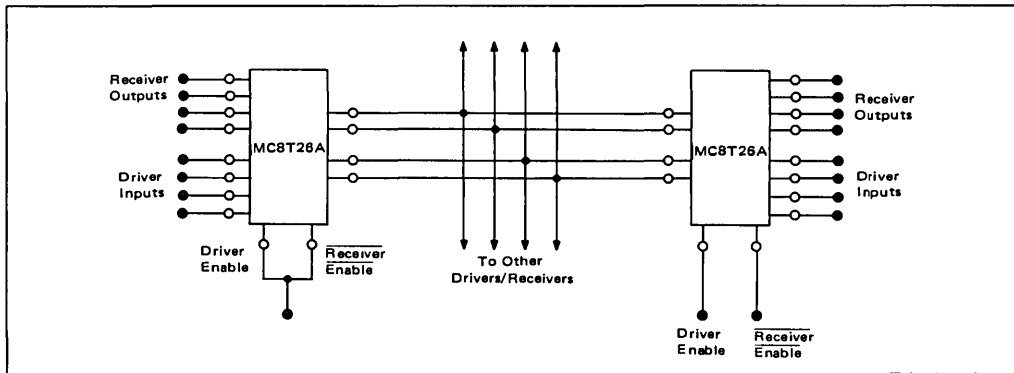 Receiver
Outputs
MC8T26A
Driver
Inputs
Driver
Enable
Receiver
Enable
To Other
Drivers/Receivers
MC8T26A
Receiver
Outputs
Driver
Inputs
Driver
Enable
Receiver
Enable